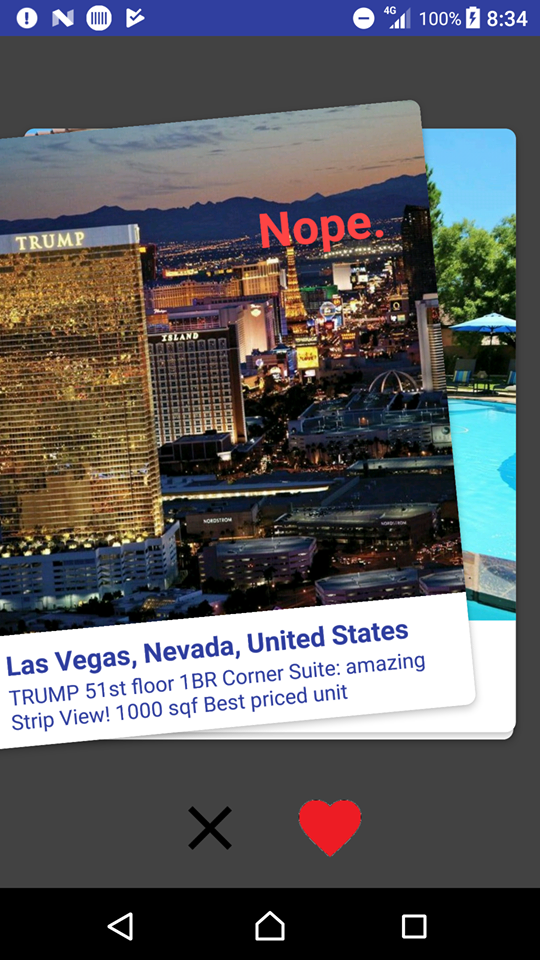 4G
100%
8:34
TRUMP
Nope.
ISLAND
NORDSTROM
NORDSTROM
Las Vegas, Nevada, United States
TRUMP 51st floor 1BR Corner Suite: amazing
Strip View! 1000 sqf Best priced unit